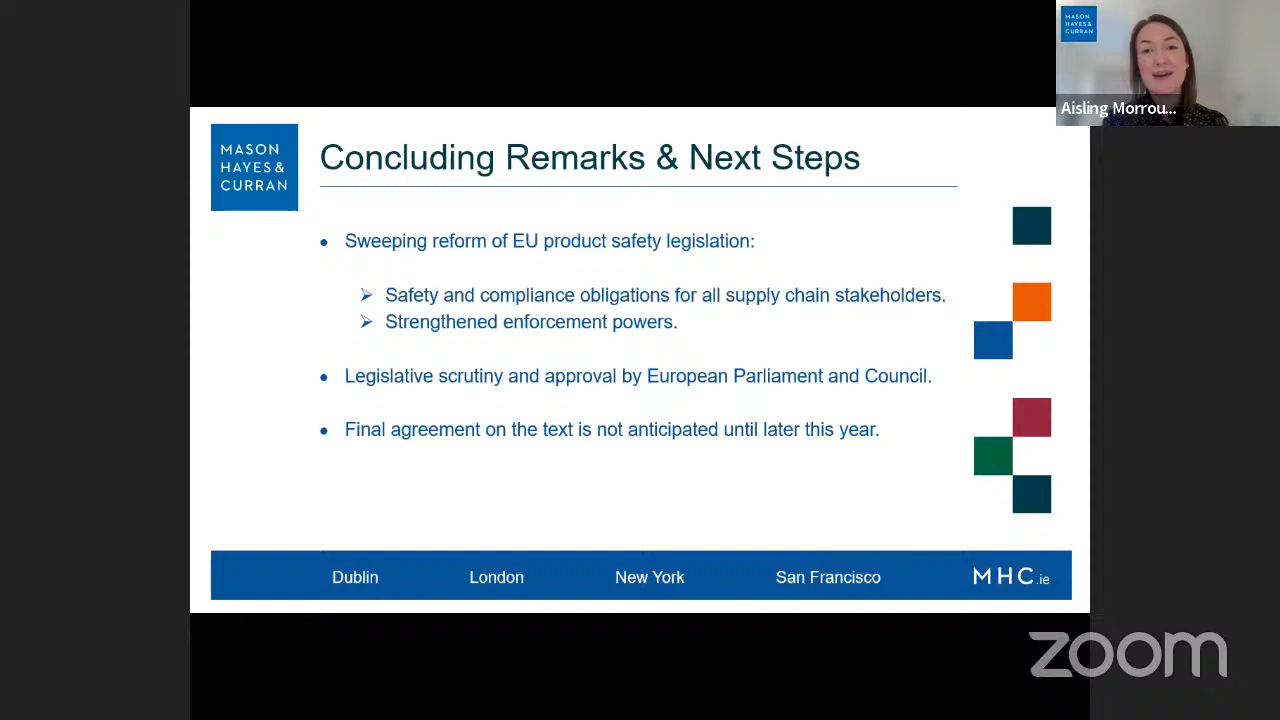 MASON
HAYES &
CURRAN
Aisling Morrou...
MASON
HAYES &
CURRAN
Concluding Remarks & Next Steps
• Sweeping reform of EU product safety legislation:
➢ Safety and compliance obligations for all supply chain stakeholders.
➢ Strengthened enforcement powers.
• Legislative scrutiny and approval by European Parliament and Council.
• Final agreement on the text is not anticipated until later this year.
Dublin London New York San Francisco MHC.ie
zoom